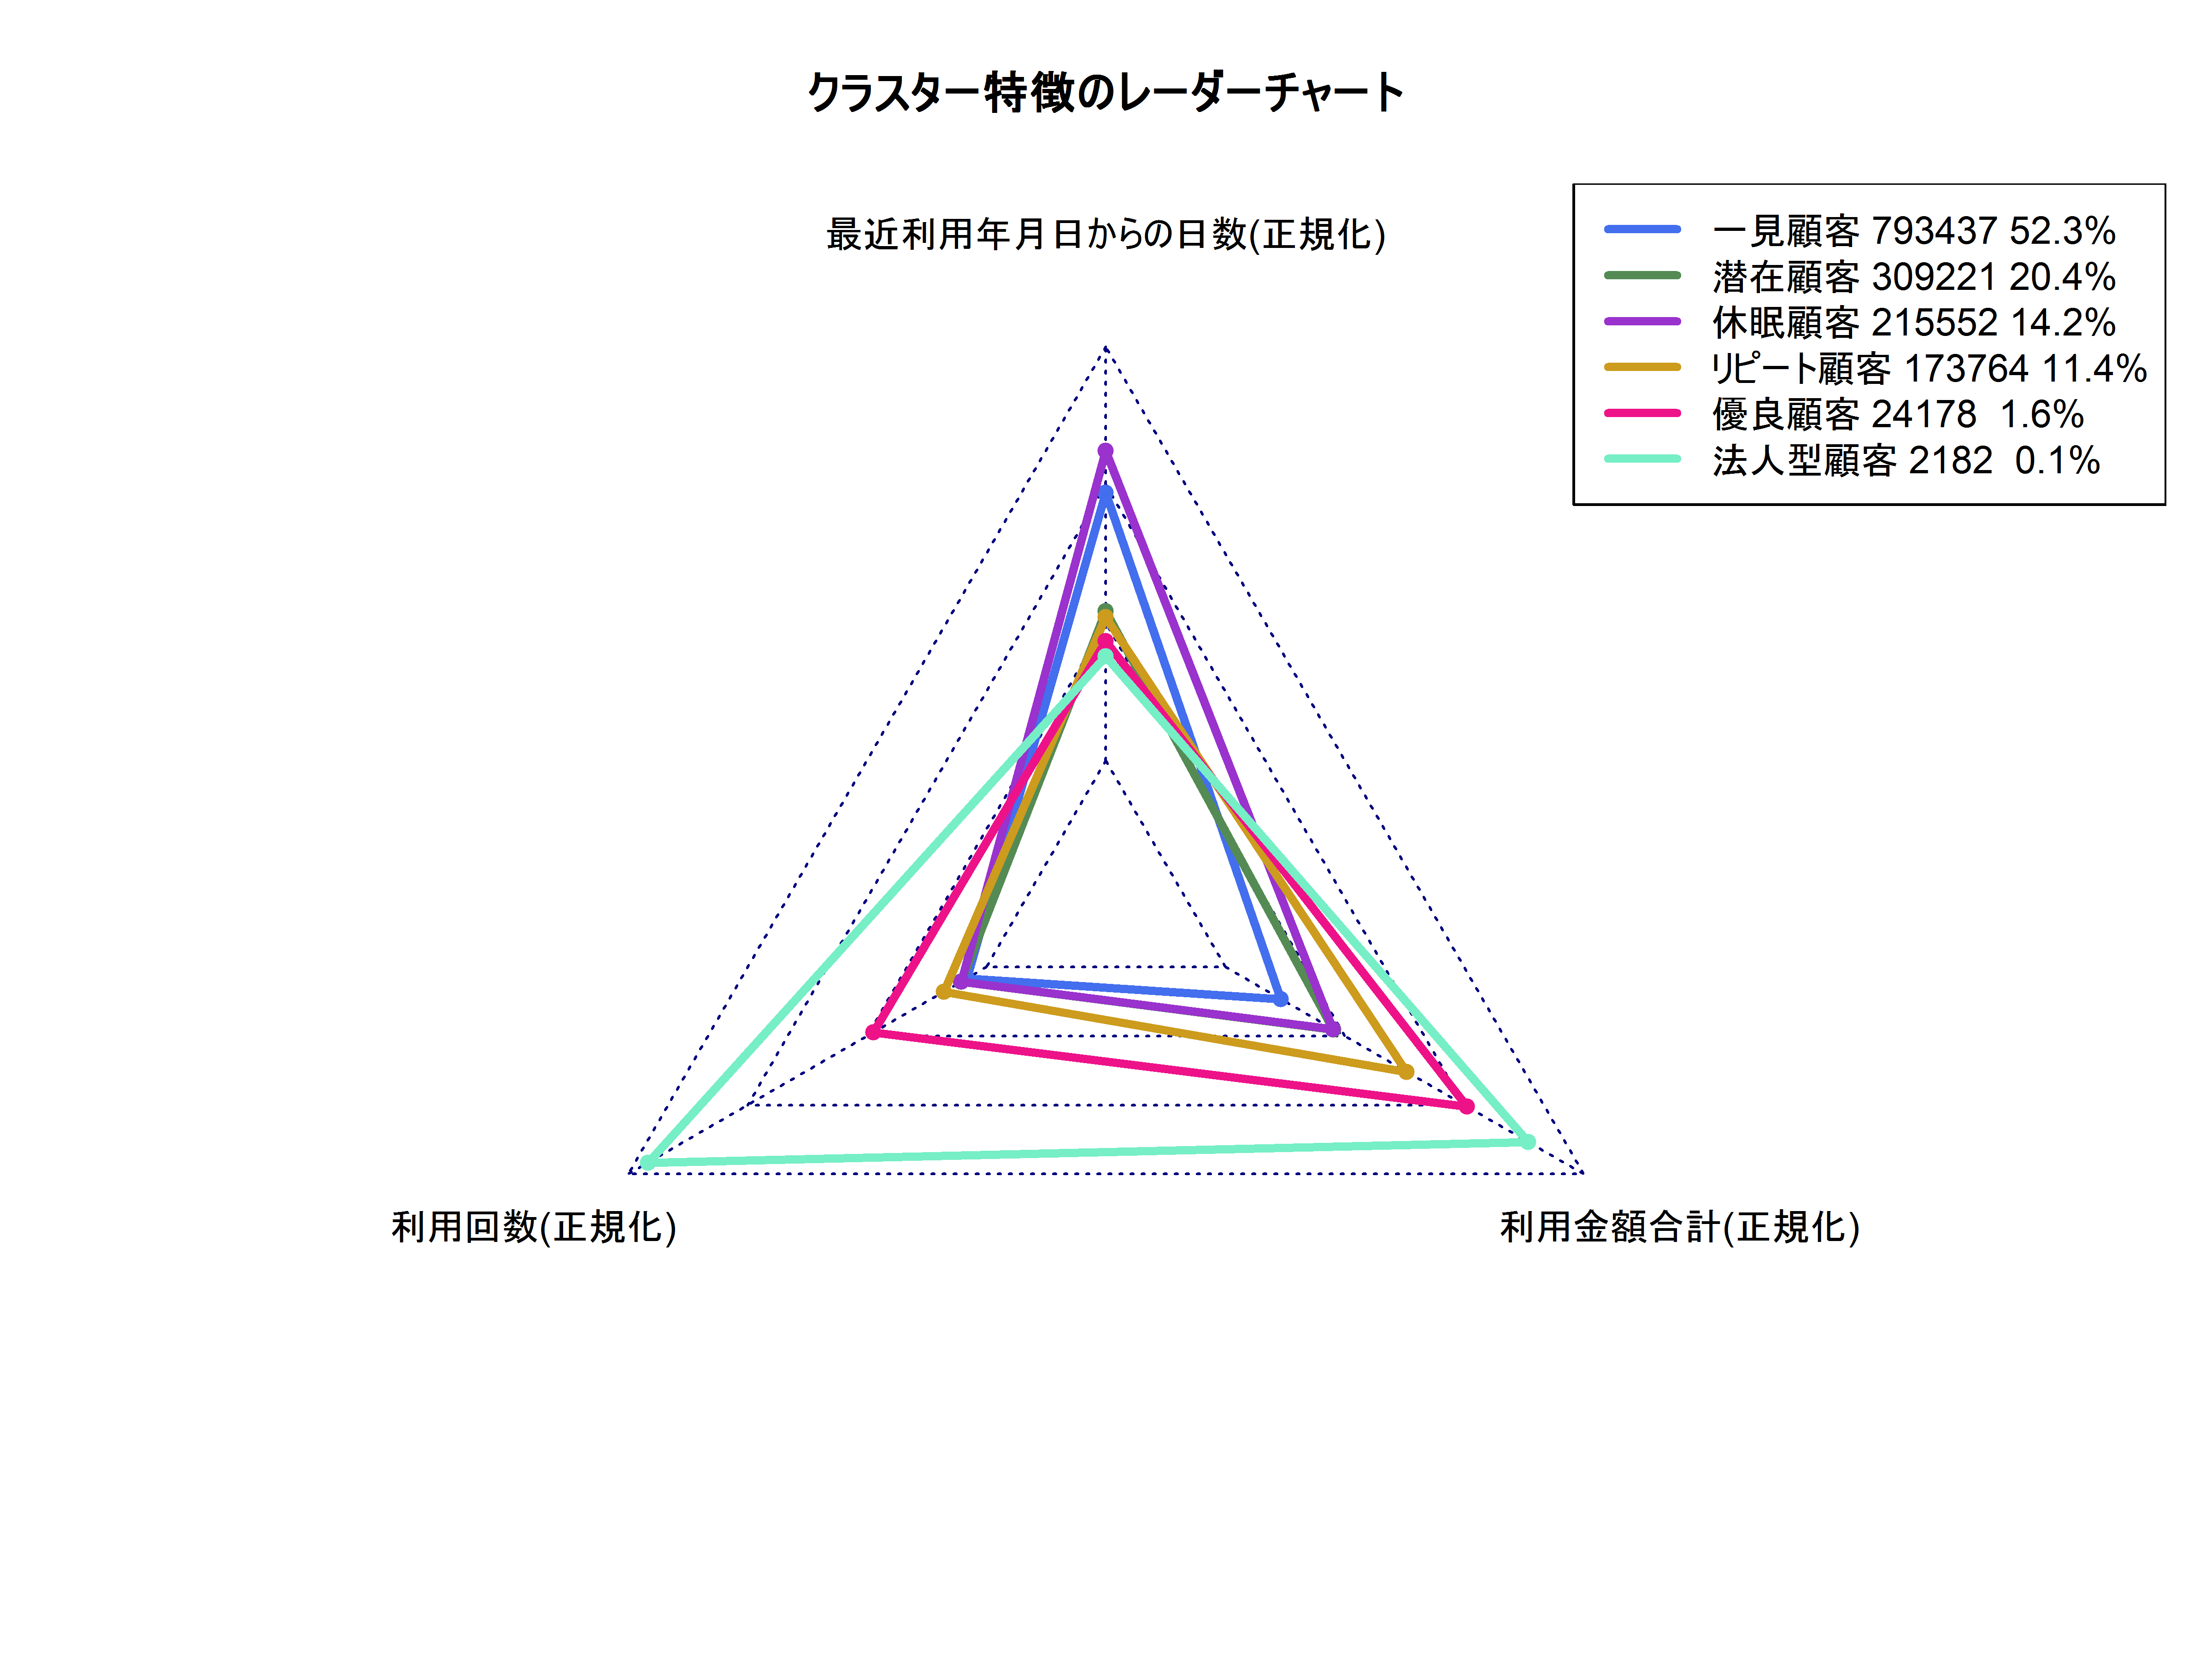 クラスター特徴のレーダーチャート
最近利用年月日からの日数(正規化)
一見顧客 793437 52.3%
潜在顧客 309221 20.4%
休眠顧客 215552 14.2%
リピート顧客 173764 11.4%
優良顧客 24178 1.6%
法人型顧客 2182 0.1%
利用回数(正規化)
利用金額合計(正規化)